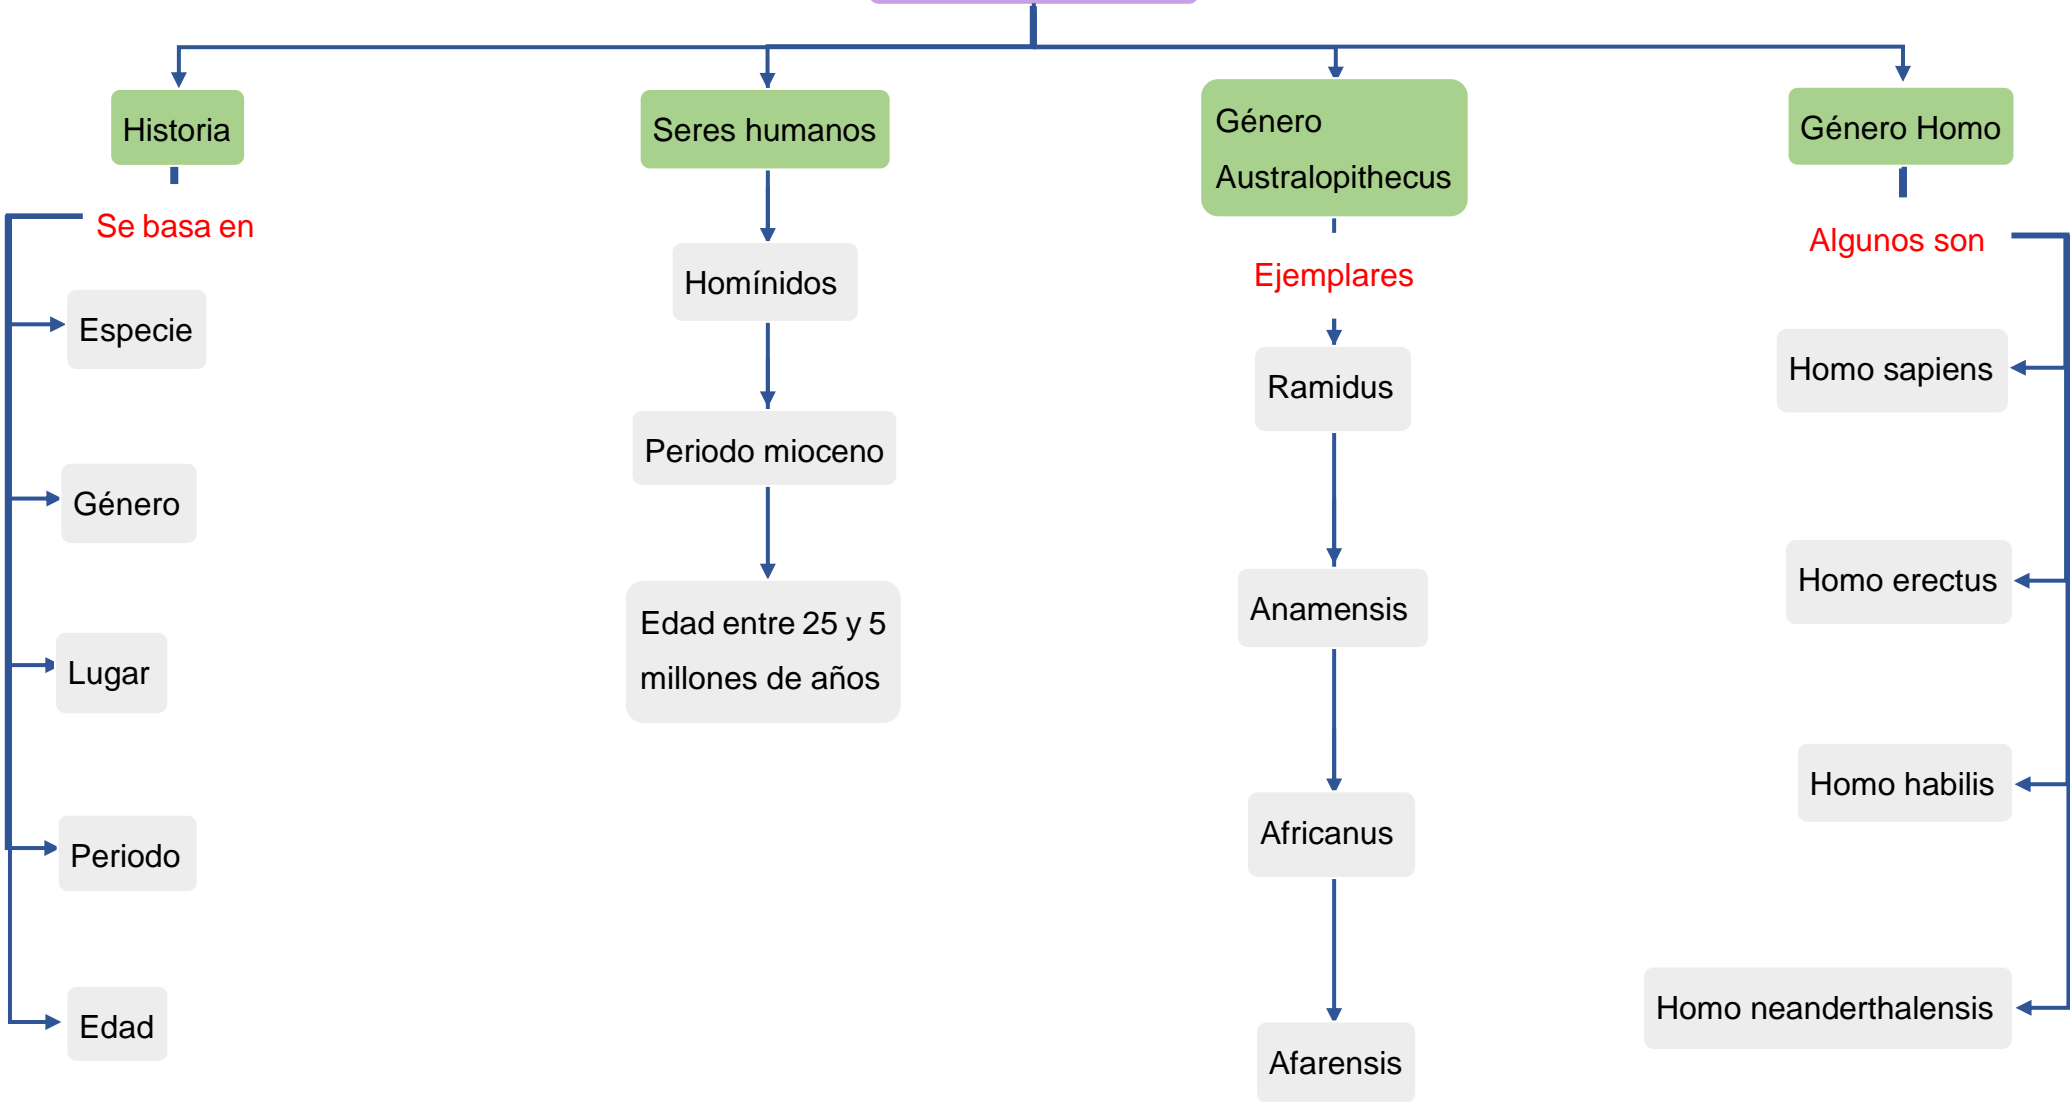 Historia
Se basa en
Especie
Género
Lugar
Periodo
Edad
Seres humanos
Homínidos
Periodo mioceno
Edad entre 25 y 5
millones de años
Género
Australopithecus
Ejemplares
Ramidus
Anamensis
Africanus
Afarensis
Género Homo
Algunos son
Homo sapiens
Homo erectus
Homo habilis
Homo neanderthalensis